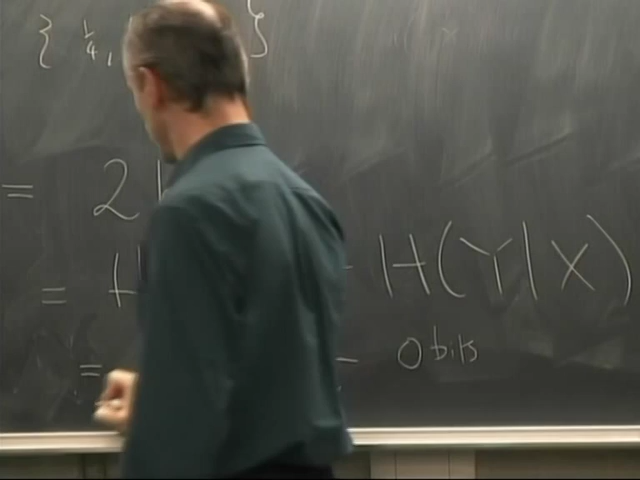 { 1/4, }
= 2
= H - H(Y|X)
= - 0 bits